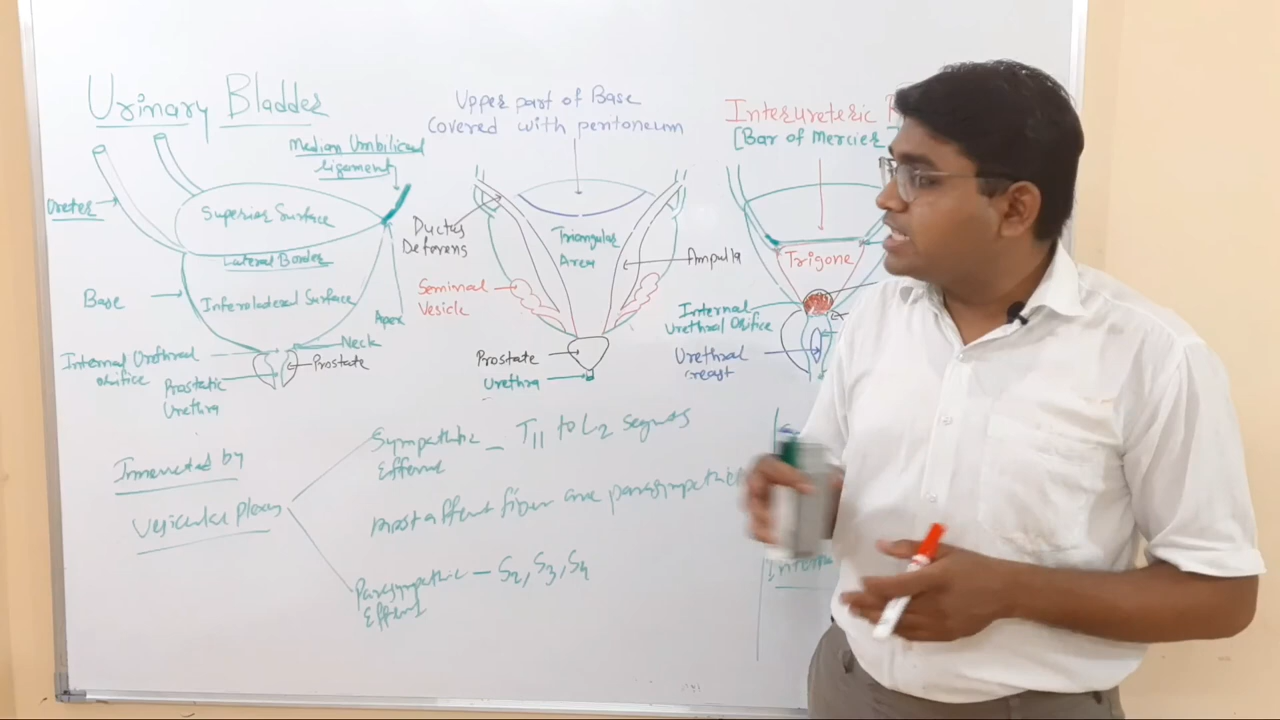 Urinary Bladder
Median Umbilical
ligament
Ureter
Superior Surface
Lateral Border
Base
Inferolateral Surface
Apex
Neck
Internal Urethral
Orifice
Prostate
Prostatic
Urethra
Upper part of Base
Covered with peritoneum
Ductus
Deferens
Triangular
Area
Ampulla
Seminal
Vesicle
Prostate
Urethra
Interureteric
[Bar of Mercier]
Trigone
Internal
Urethral Orifice
Urethral
Crest
Innervated by
Vesicular plexus
Sympathetic
Efferent
T11 to L2 segments
most afferent fiber are parasympathetic
Parasympathetic
Efferent
S2, S3, S4